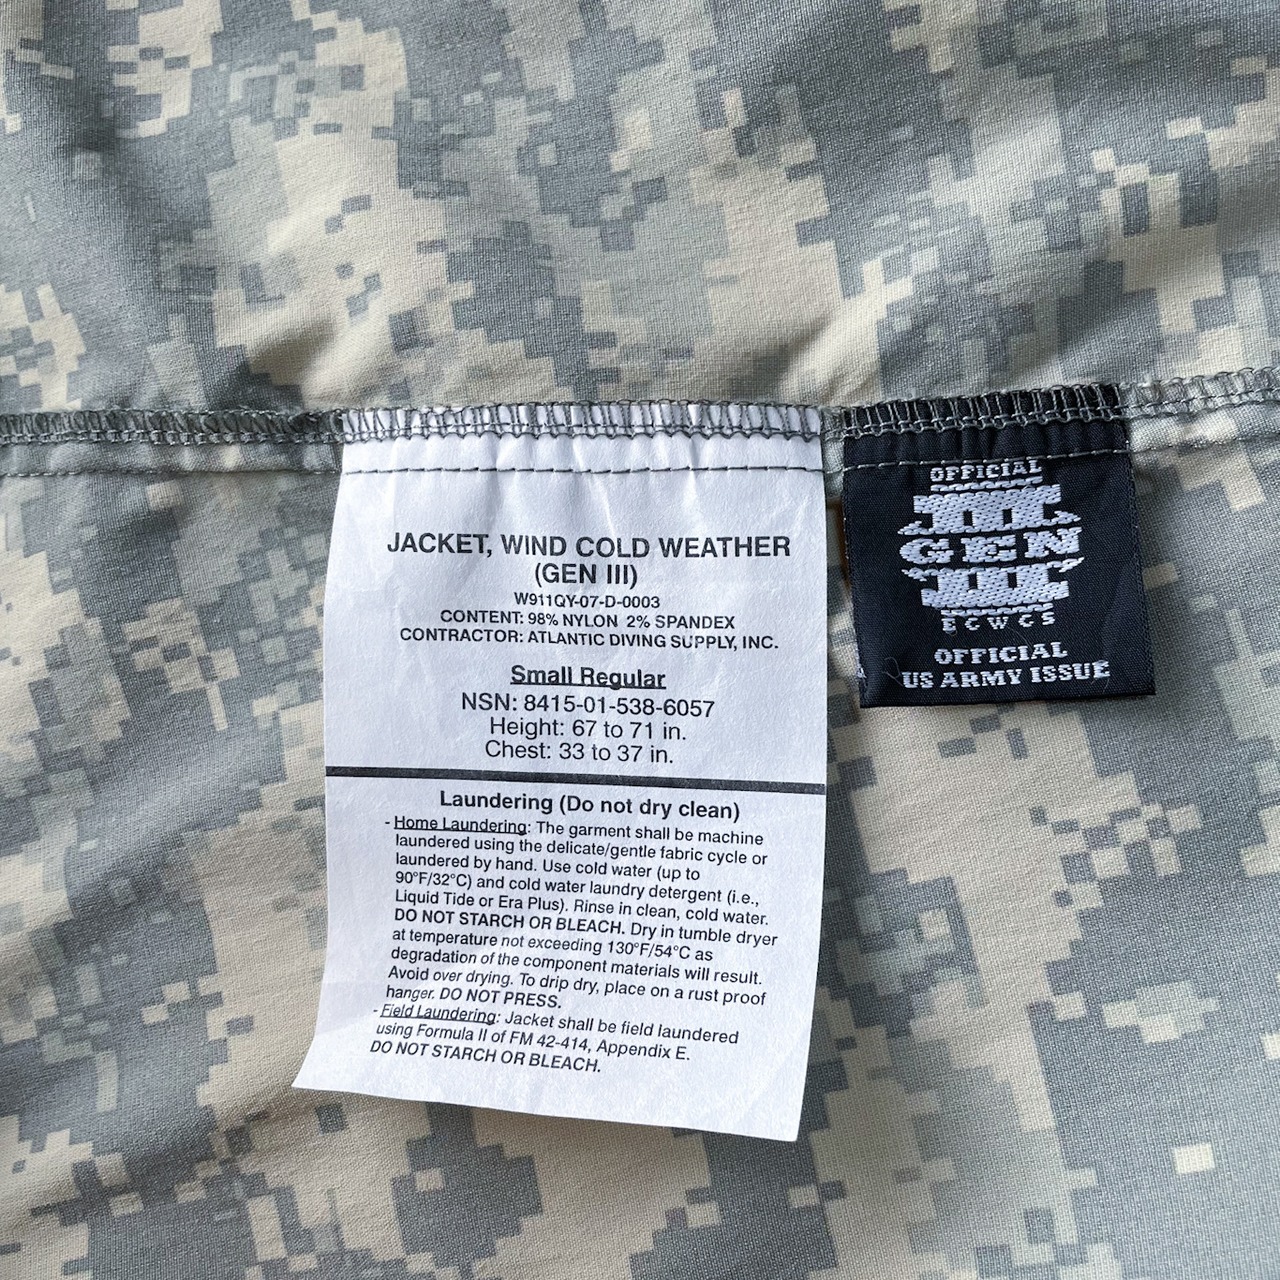 JACKET, WIND COLD WEATHER
(GEN III)
W911QY-07-D-0003
CONTENT: 98% NYLON 2% SPANDEX
CONTRACTOR: ATLANTIC DIVING SUPPLY, INC.
Small Regular
NSN: 8415-01-538-6057
Height: 67 to 71 in.
Chest: 33 to 37 in.
Laundering (Do not dry clean)
- Home Laundering: The garment shall be machine
laundered using the delicate/gentle fabric cycle or
laundered by hand. Use cold water (up to
90°F/32°C) and cold water laundry detergent (i.e.,
Liquid Tide or Era Plus). Rinse in clean, cold water.
DO NOT STARCH OR BLEACH. Dry in tumble dryer
at temperature not exceeding 130°F/54°C as
degradation of the component materials will result.
Avoid over drying. To drip dry, place on a rust proof
hanger. DO NOT PRESS.
- Field Laundering: Jacket shall be field laundered
using Formula II of FM 42-414, Appendix E.
DO NOT STARCH OR BLEACH.
OFFICIAL
III
GEN
III
ECWCS
OFFICIAL
US ARMY ISSUE